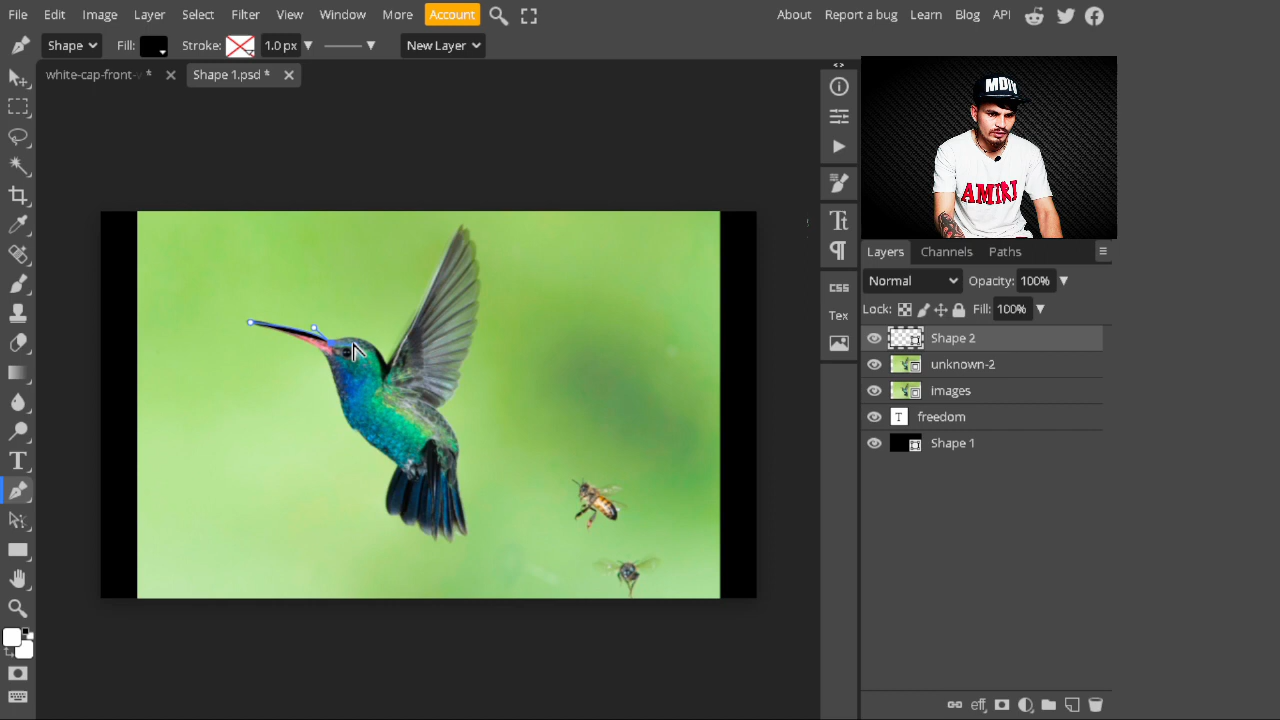 File Edit Image Layer Select Filter View Window More Account About Report a bug Learn Blog API
Shape Fill: Stroke: 1.0 px New Layer
white-cap-front-v * Shape 1.psd *
MDN
AMIRI
Layers Channels Paths
Normal Opacity: 100%
Lock: Fill: 100%
Shape 2
unknown-2
images
T freedom
Shape 1
Tt
CSS
Tex
T
eff